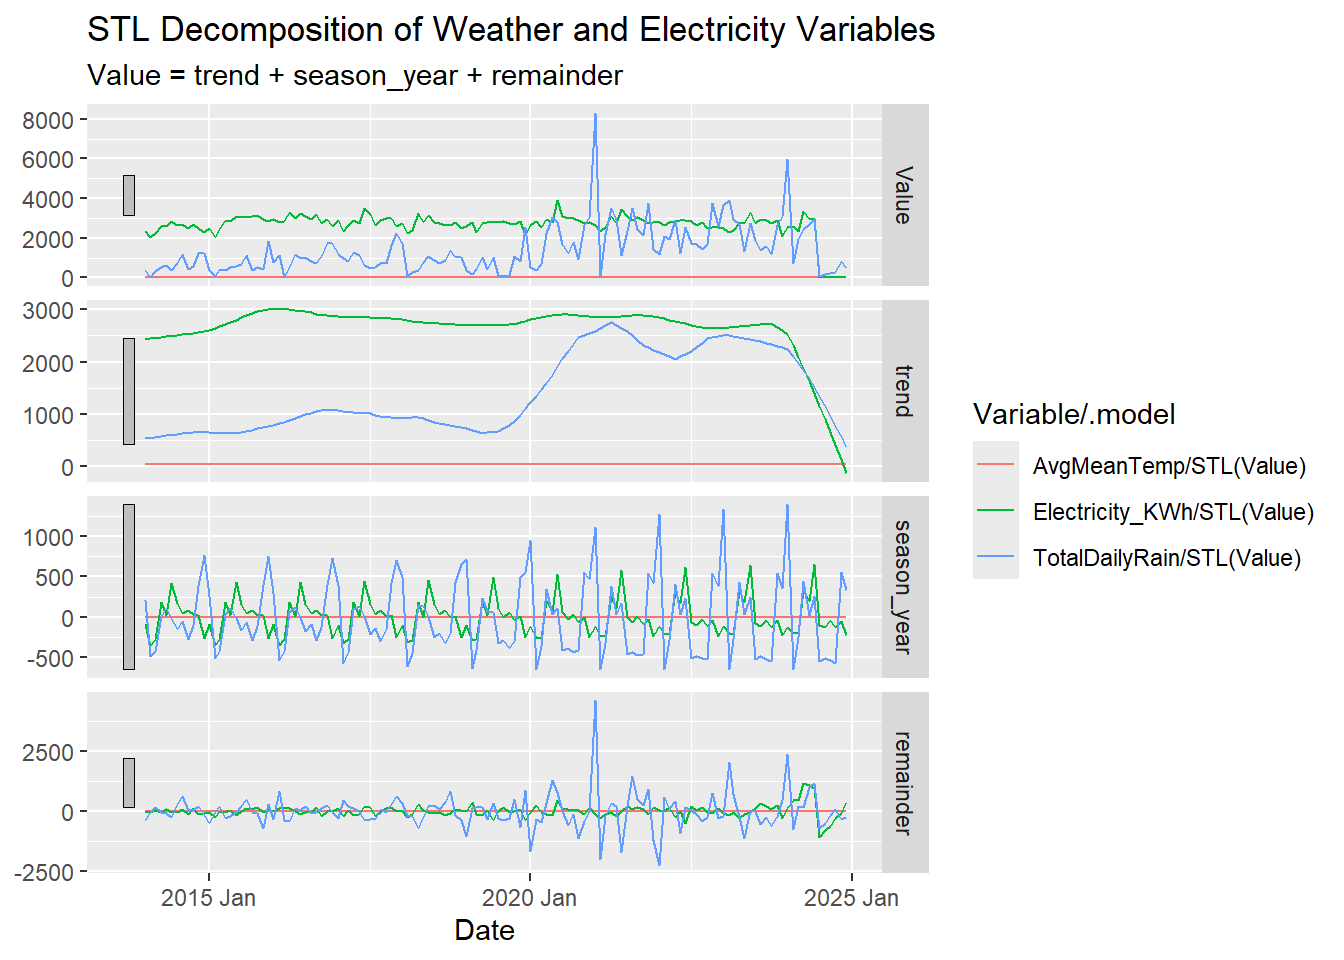 STL Decomposition of Weather and Electricity Variables
Value = trend + season_year + remainder
8000
6000
4000
2000
0
Value
3000
2000
1000
0
trend
1000
500
0
-500
season_year
2500
0
-2500
remainder
2015 Jan
2020 Jan
2025 Jan
Date
Variable/.model
AvgMeanTemp/STL(Value)
Electricity_KWh/STL(Value)
TotalDailyRain/STL(Value)